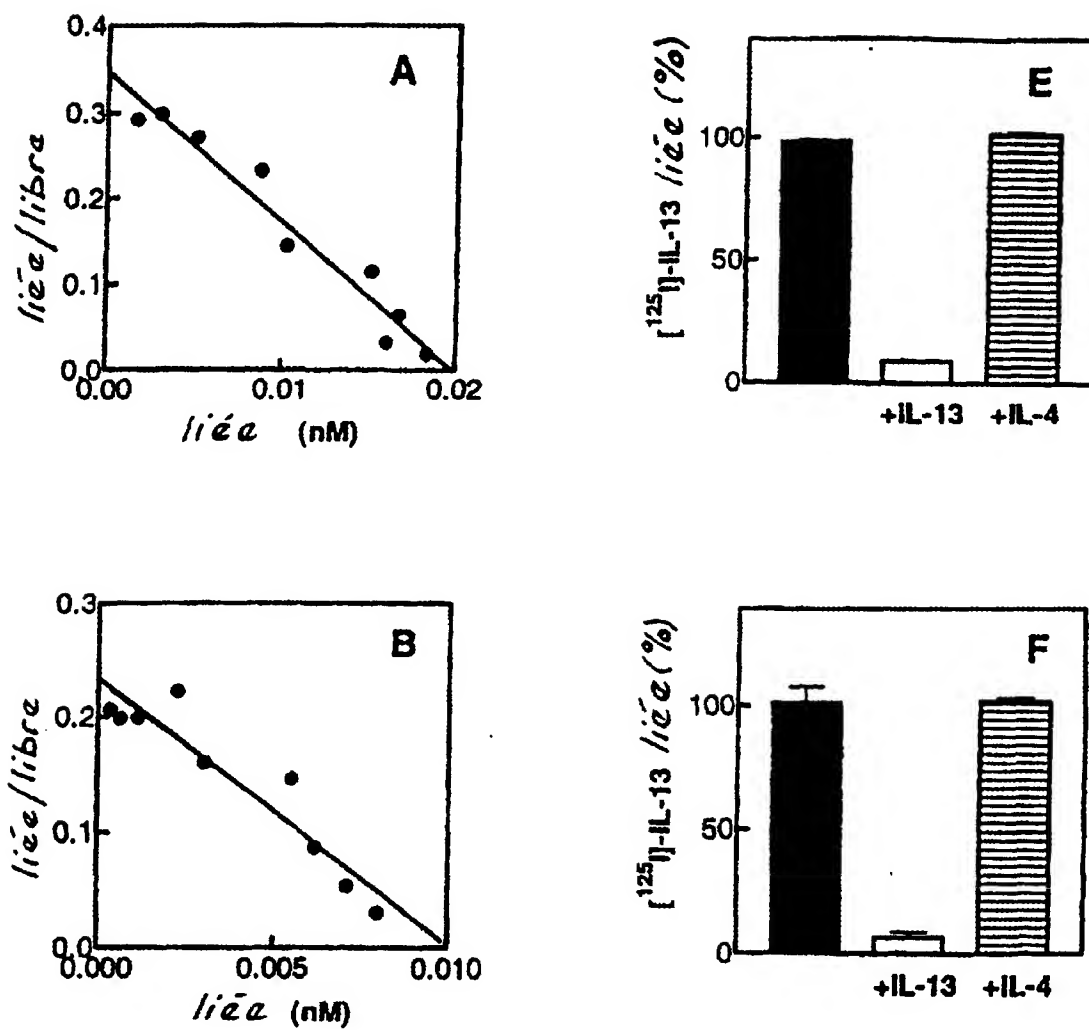 A
liée/libre
0.4
0.3
0.2
0.1
0.0
0.00
0.01
0.02
liée (nM)
E
[125I]-IL-13 liée (%)
100
50
0
+IL-13
+IL-4
B
liée/libre
0.3
0.2
0.1
0.0
0.000
0.005
0.010
liée (nM)
F
[125I]-IL-13 liée (%)
100
50
0
+IL-13
+IL-4